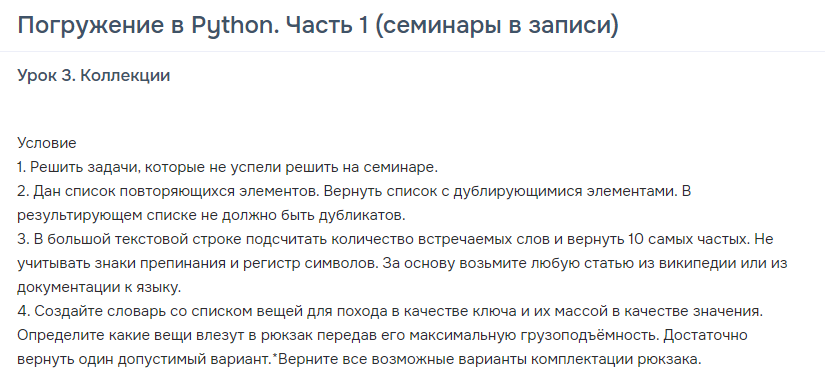 Погружение в Python. Часть 1 (семинары в записи)
Урок 3. Коллекции
Условие
1. Решить задачи, которые не успели решить на семинаре.
2. Дан список повторяющихся элементов. Вернуть список с дублирующимися элементами. В
результирующем списке не должно быть дубликатов.
3. В большой текстовой строке подсчитать количество встречаемых слов и вернуть 10 самых частых. Не
учитывать знаки препинания и регистр символов. За основу возьмите любую статью из википедии или из
документации к языку.
4. Создайте словарь со списком вещей для похода в качестве ключа и их массой в качестве значения.
Определите какие вещи влезут в рюкзак передав его максимальную грузоподъёмность. Достаточно
вернуть один допустимый вариант.*Верните все возможные варианты комплектации рюкзака.